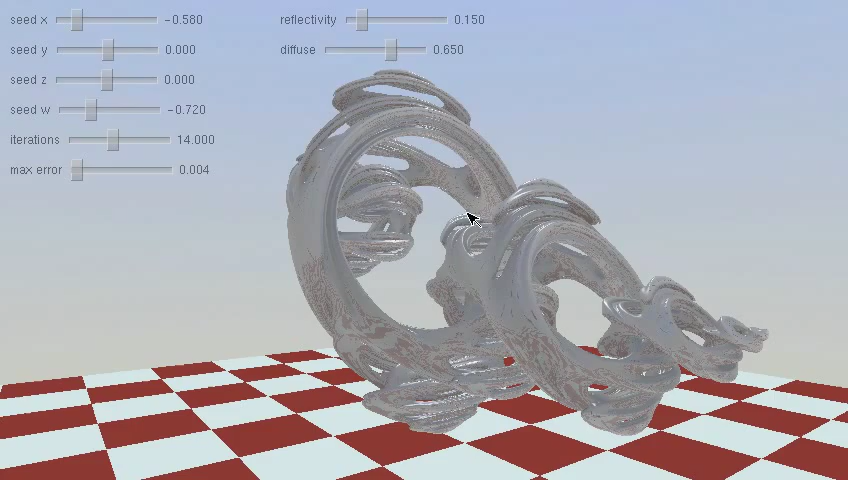 seed x -0.580
seed y 0.000
seed z 0.000
seed w -0.720
iterations 14.000
max error 0.004
reflectivity 0.150
diffuse 0.650